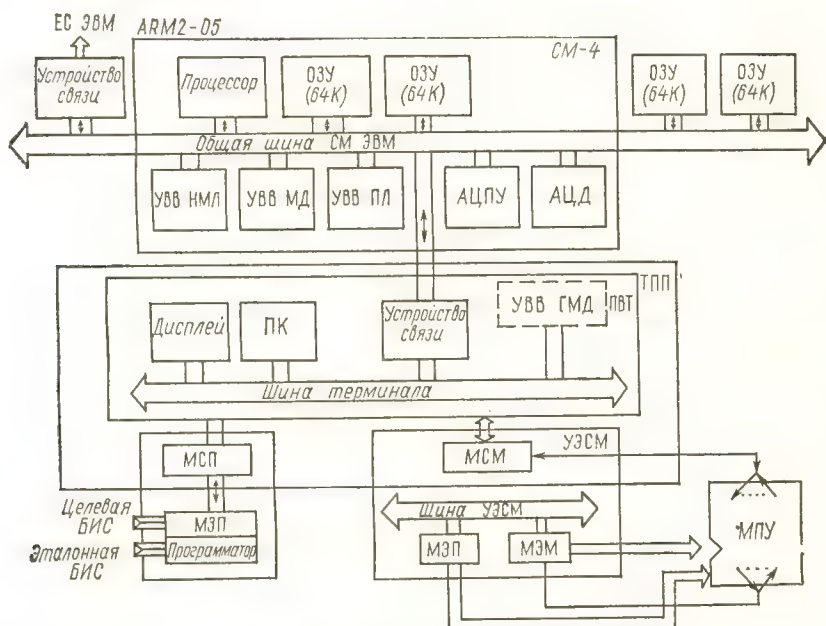 ЕС ЭВМ
ARM2-05
СМ-4
Устройство
связи
Процессор
ОЗУ
(64К)
ОЗУ
(64К)
ОЗУ
(64К)
ОЗУ
(64К)
Общая шина СМ ЭВМ
УВВ НМЛ
УВВ МД
УВВ ПЛ
АЦПУ
АЦД
ТПП
Дисплей
ПК
Устройство
связи
УВВ ГМД
ПВТ
Шина терминала
МСП
МСМ
УЭСМ
Целевая
БИС
Эталонная
БИС
МЗП
Программатор
Шина УЭСМ
МЭП
МЭМ
МПУ